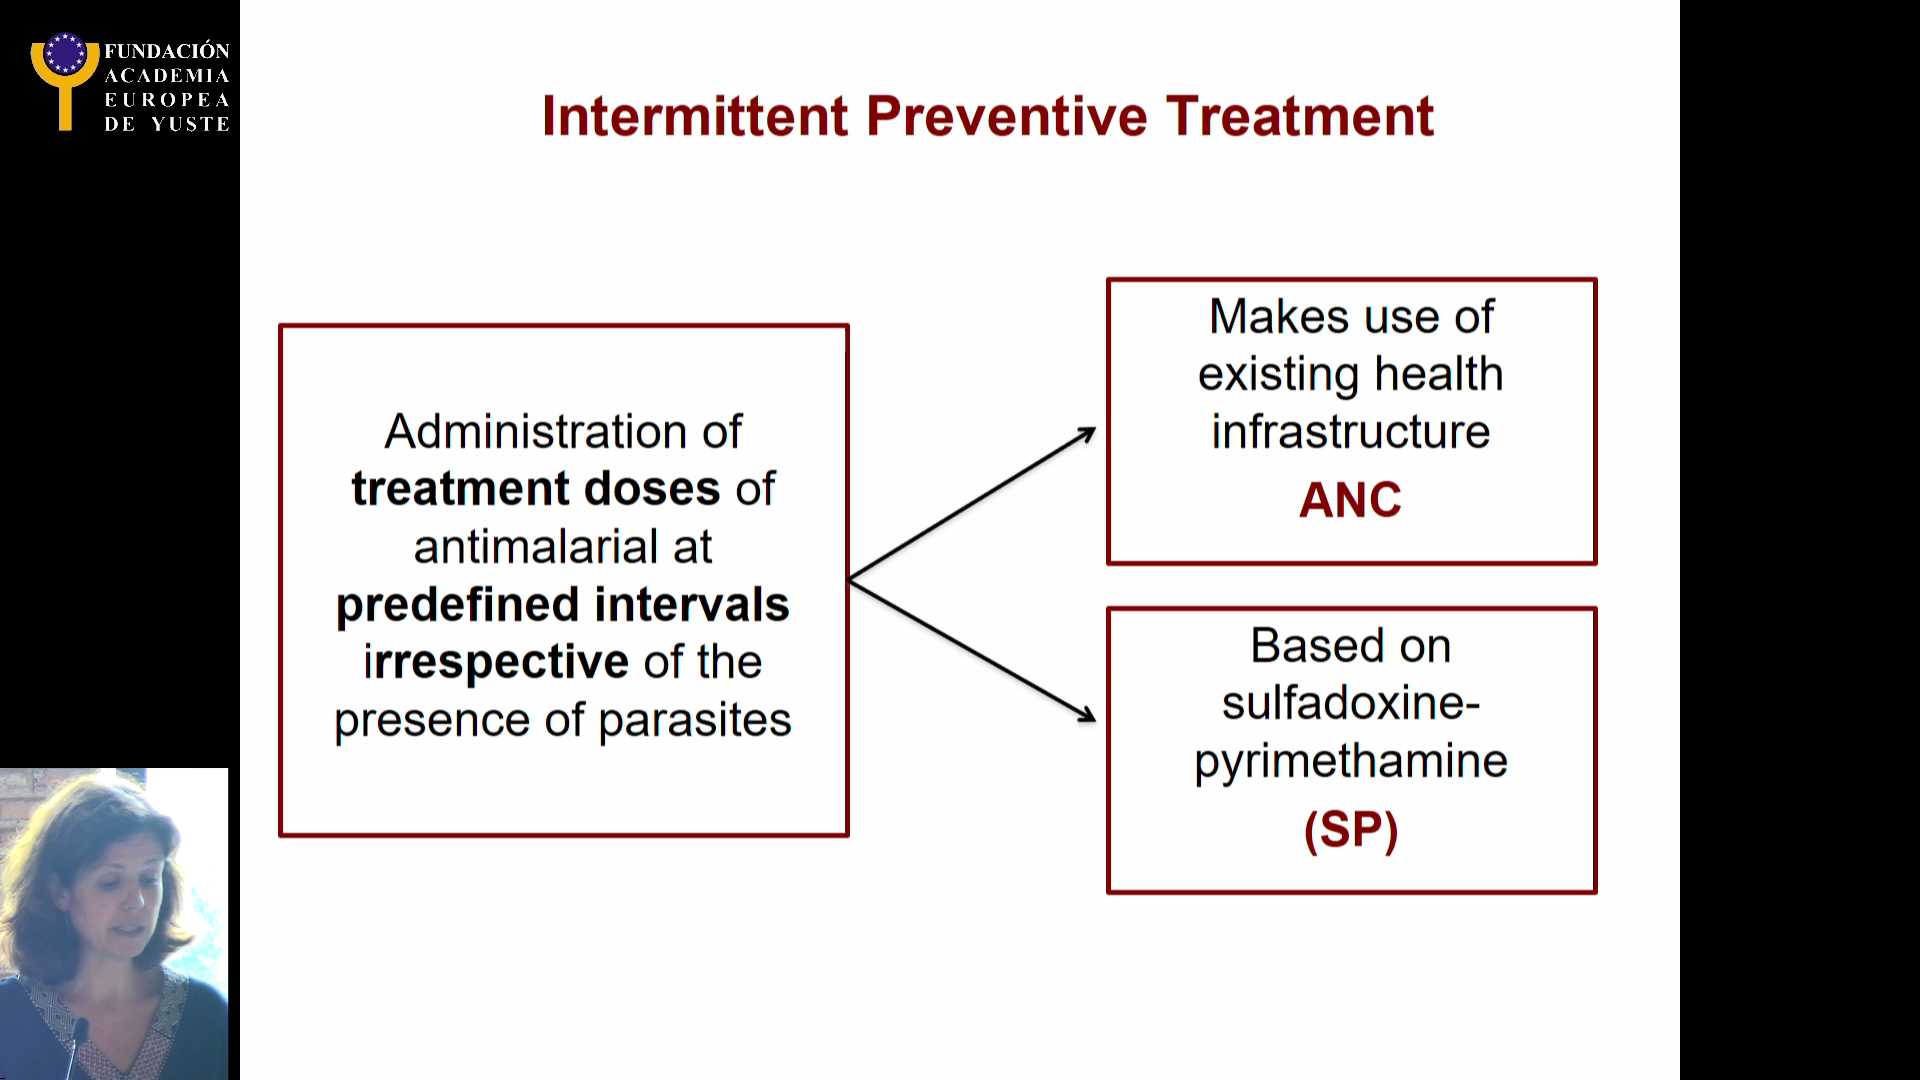 FUNDACIÓN
ACADEMIA
EUROPEA
DE YUSTE
Intermittent Preventive Treatment
Administration of
treatment doses of
antimalarial at
predefined intervals
irrespective of the
presence of parasites
Makes use of
existing health
infrastructure
ANC
Based on
sulfadoxine-
pyrimethamine
(SP)